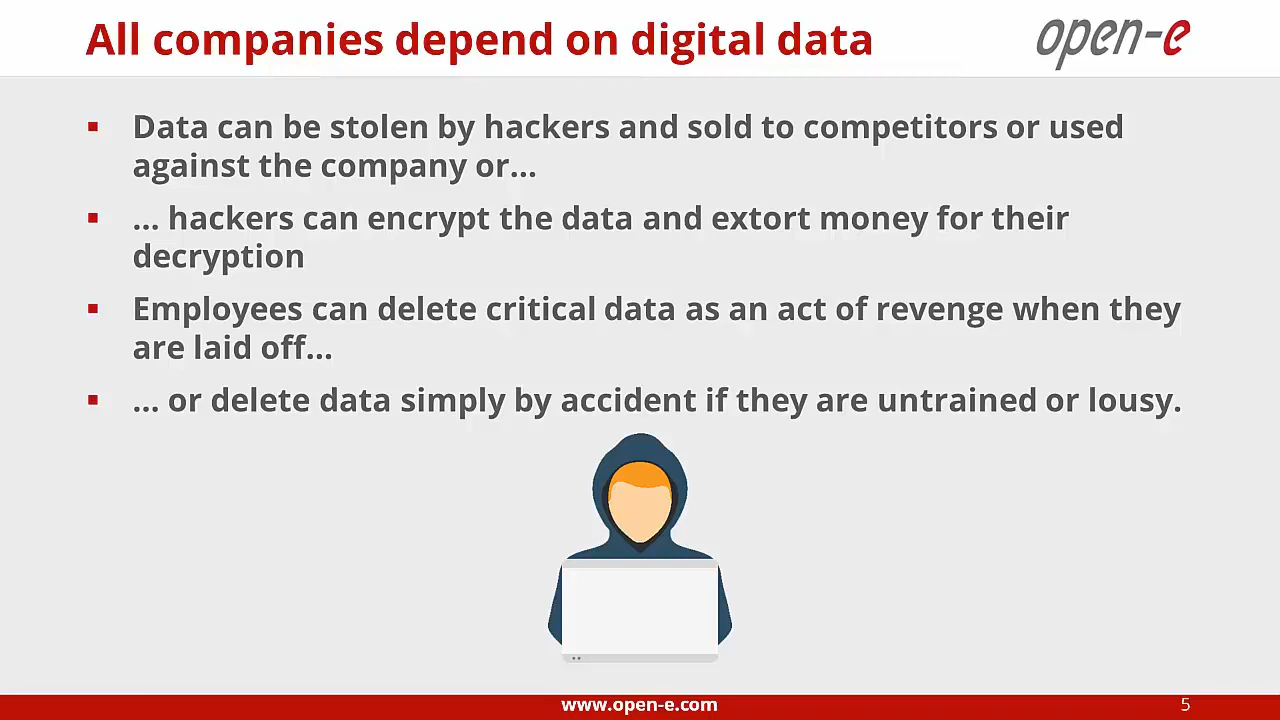 All companies depend on digital data
open-e
▪ Data can be stolen by hackers and sold to competitors or used
against the company or...
▪ ... hackers can encrypt the data and extort money for their
decryption
▪ Employees can delete critical data as an act of revenge when they
are laid off...
▪ ... or delete data simply by accident if they are untrained or lousy.
www.open-e.com
5